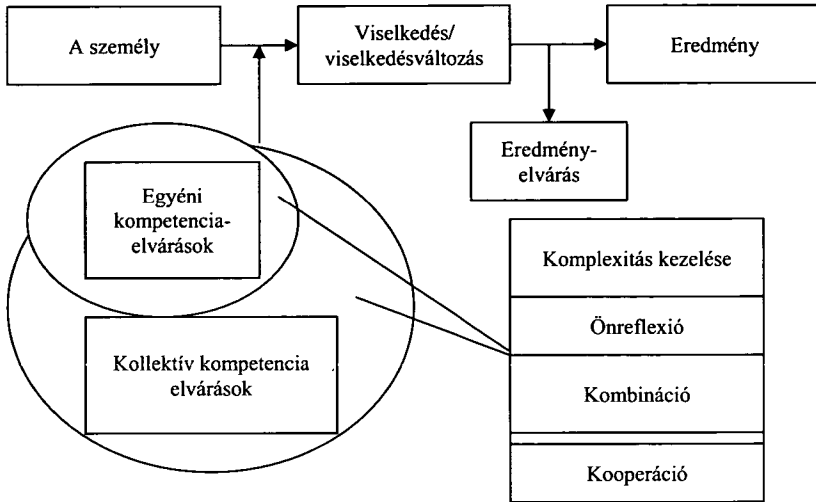 A személy
Viselkedés/
viselkedésváltozás
Eredmény
Eredmény-
elvárás
Egyéni
kompetencia-
elvárások
Kollektív kompetencia
elvárások
Komplexitás kezelése
Önreflexió
Kombináció
Kooperáció